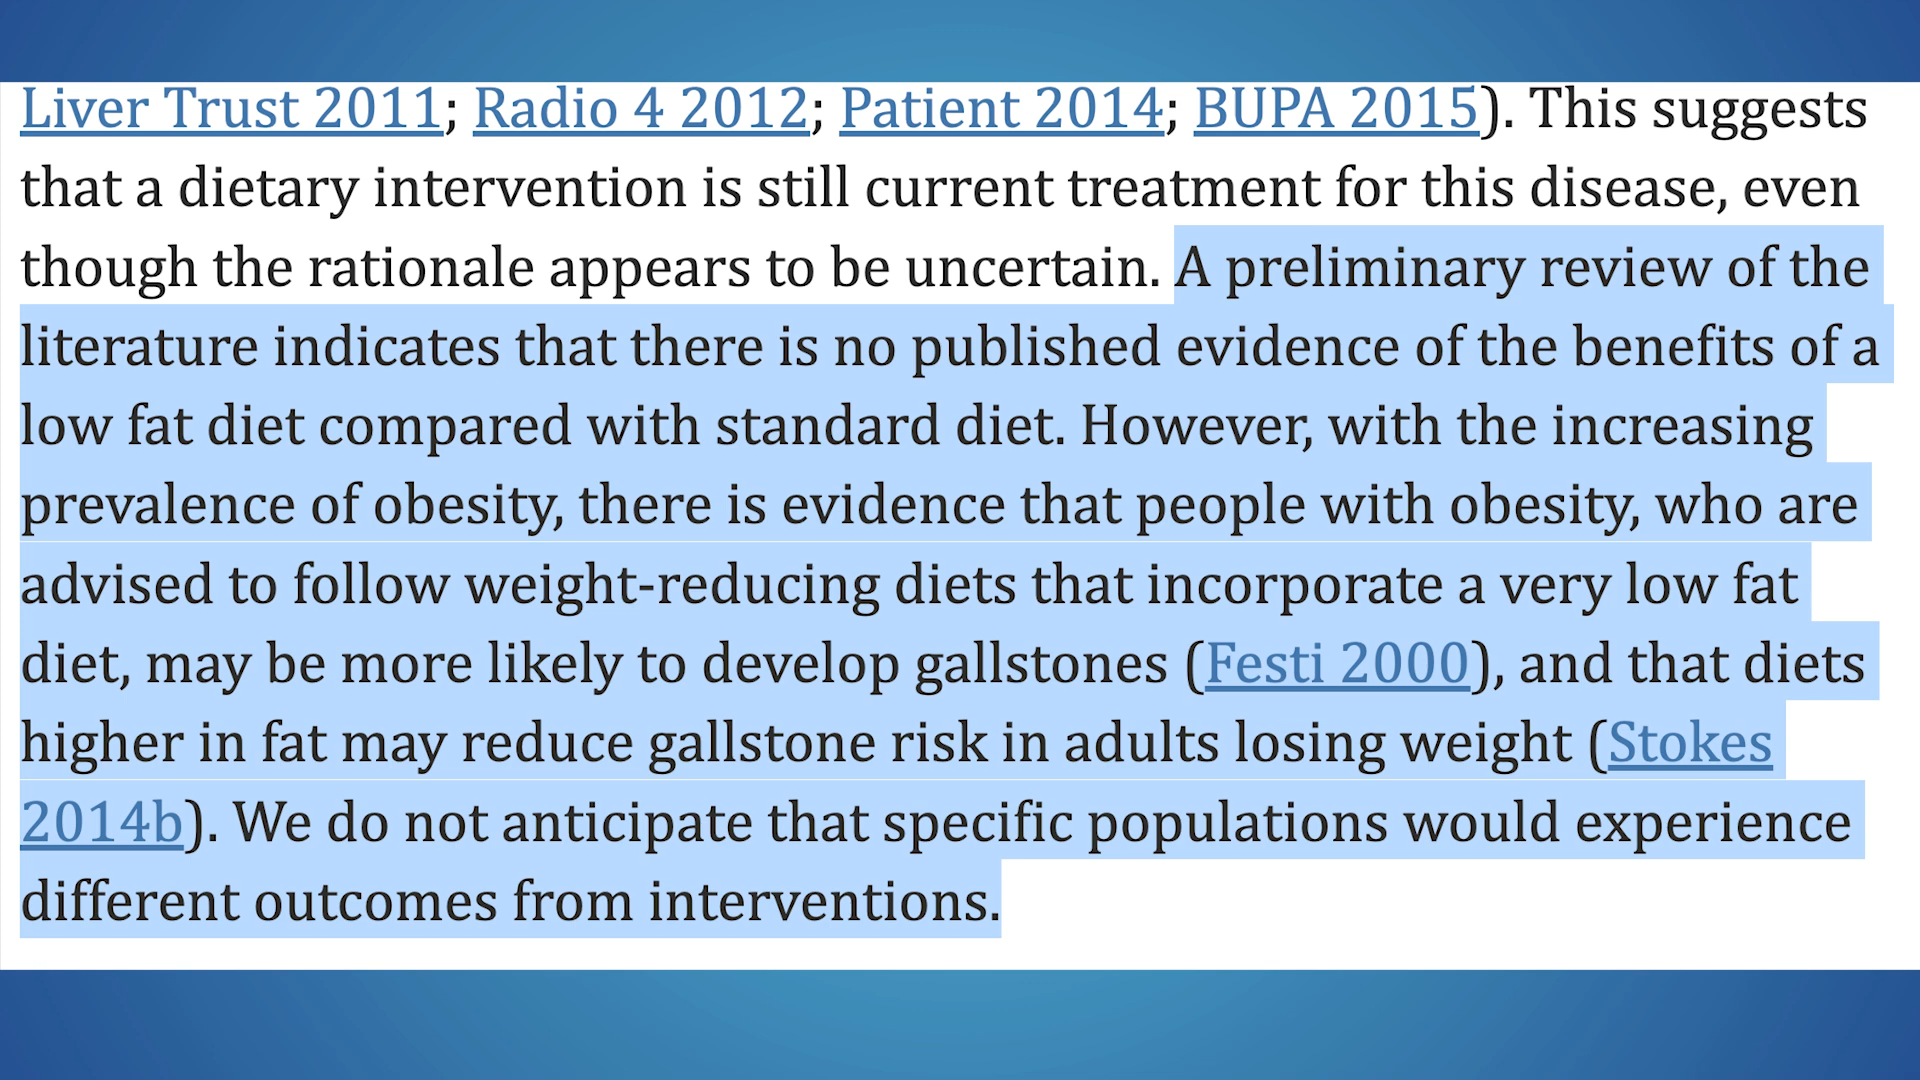 Liver Trust 2011; Radio 4 2012; Patient 2014; BUPA 2015). This suggests
that a dietary intervention is still current treatment for this disease, even
though the rationale appears to be uncertain. A preliminary review of the
literature indicates that there is no published evidence of the benefits of a
low fat diet compared with standard diet. However, with the increasing
prevalence of obesity, there is evidence that people with obesity, who are
advised to follow weight-reducing diets that incorporate a very low fat
diet, may be more likely to develop gallstones (Festi 2000), and that diets
higher in fat may reduce gallstone risk in adults losing weight (Stokes
2014b). We do not anticipate that specific populations would experience
different outcomes from interventions.